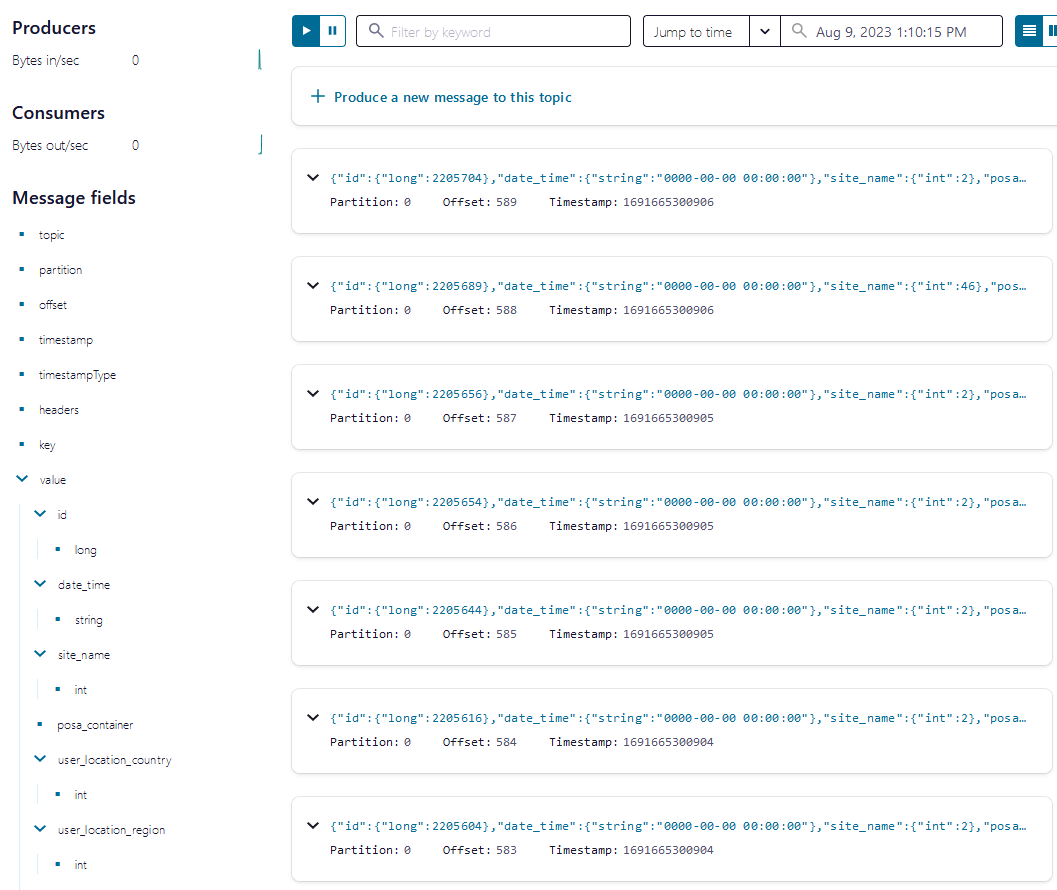 Producers
Bytes in/sec 0
Consumers
Bytes out/sec 0
Message fields
topic
partition
offset
timestamp
timestampType
headers
key
value
id
long
date_time
string
site_name
int
posa_container
user_location_country
int
user_location_region
int
Filter by keyword
Jump to time
Aug 9, 2023 1:10:15 PM
+ Produce a new message to this topic
{"id":{"long":2205704},"date_time":{"string":"0000-00-00 00:00:00"},"site_name":{"int":2},"posa…
Partition: 0 Offset: 589 Timestamp: 1691665300906
{"id":{"long":2205689},"date_time":{"string":"0000-00-00 00:00:00"},"site_name":{"int":46},"pos…
Partition: 0 Offset: 588 Timestamp: 1691665300906
{"id":{"long":2205656},"date_time":{"string":"0000-00-00 00:00:00"},"site_name":{"int":2},"posa…
Partition: 0 Offset: 587 Timestamp: 1691665300905
{"id":{"long":2205654},"date_time":{"string":"0000-00-00 00:00:00"},"site_name":{"int":2},"posa…
Partition: 0 Offset: 586 Timestamp: 1691665300905
{"id":{"long":2205644},"date_time":{"string":"0000-00-00 00:00:00"},"site_name":{"int":2},"posa…
Partition: 0 Offset: 585 Timestamp: 1691665300905
{"id":{"long":2205616},"date_time":{"string":"0000-00-00 00:00:00"},"site_name":{"int":2},"posa…
Partition: 0 Offset: 584 Timestamp: 1691665300904
{"id":{"long":2205604},"date_time":{"string":"0000-00-00 00:00:00"},"site_name":{"int":2},"posa…
Partition: 0 Offset: 583 Timestamp: 1691665300904